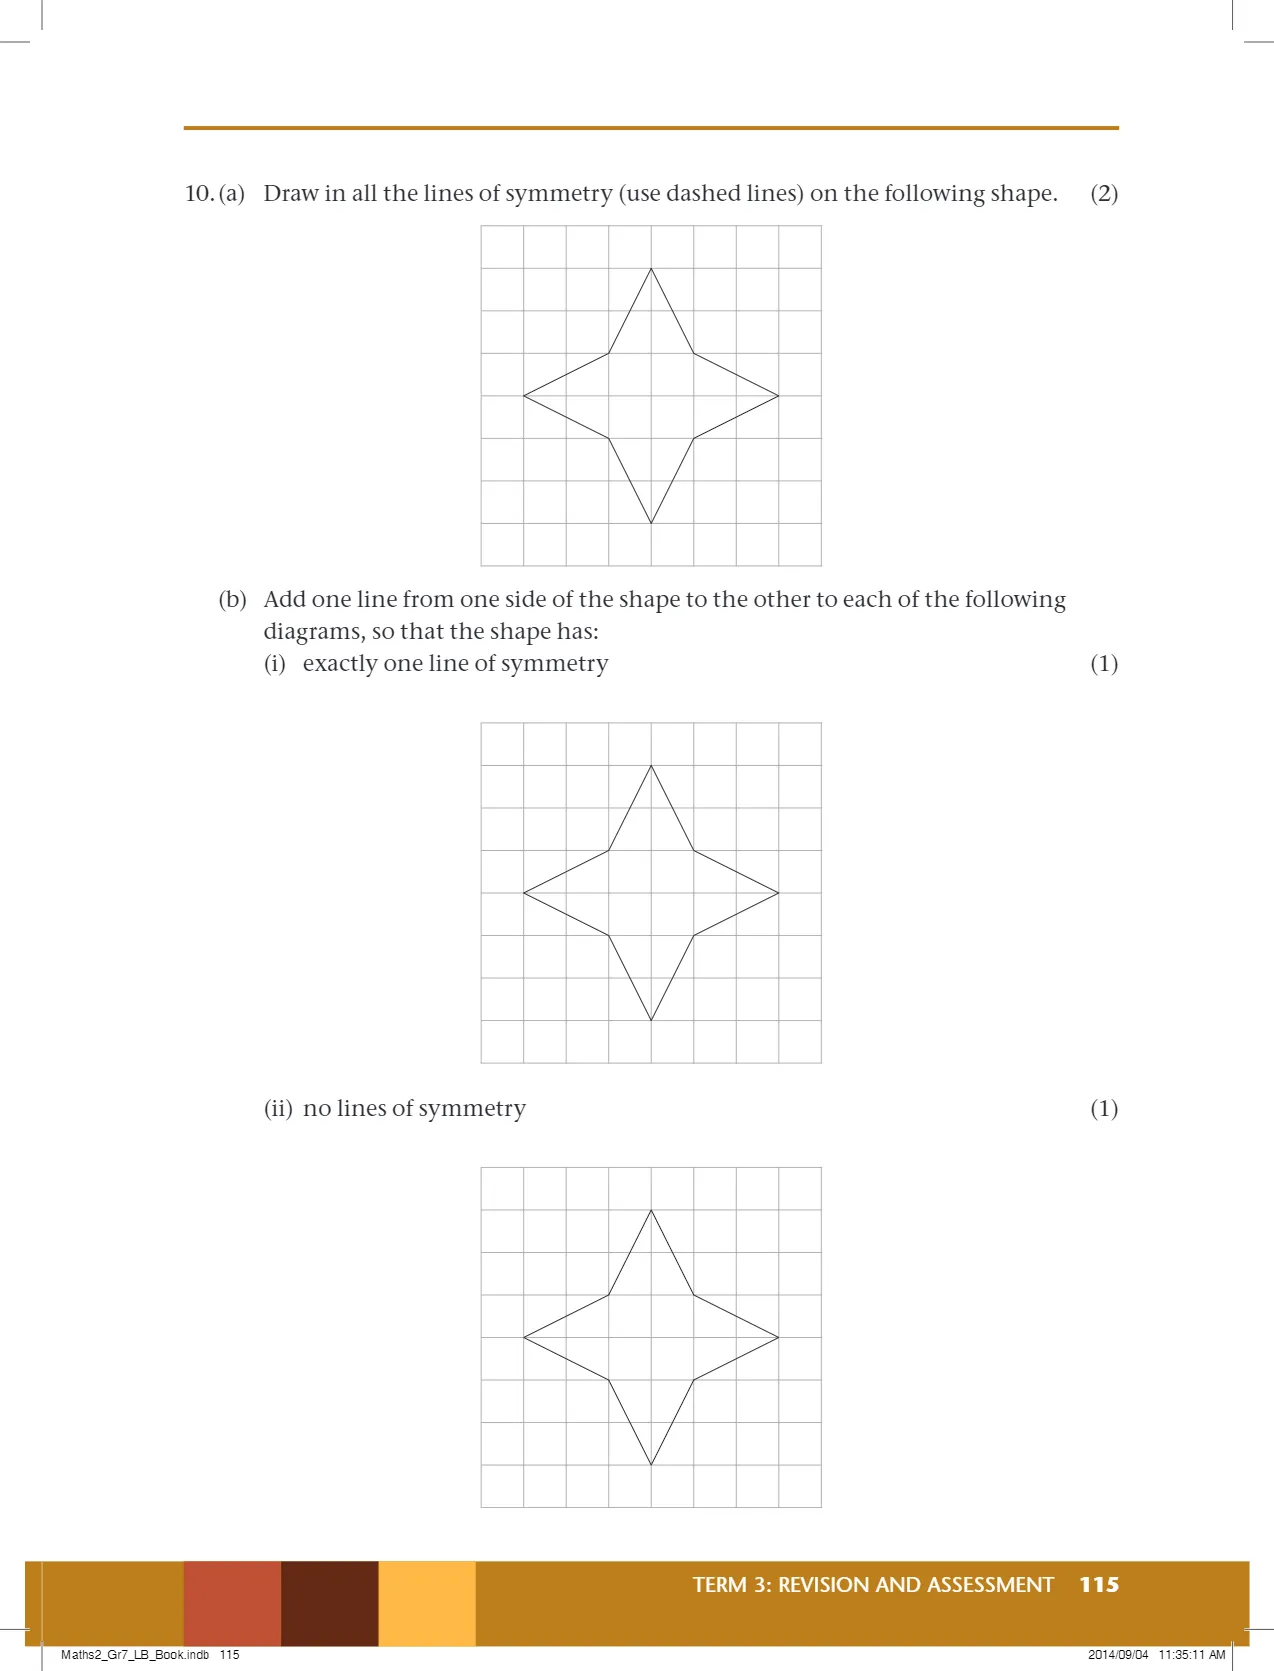 10. (a) Draw in all the lines of symmetry (use dashed lines) on the following shape. (2)
(b) Add one line from one side of the shape to the other to each of the following
diagrams, so that the shape has:
(i) exactly one line of symmetry (1)
(ii) no lines of symmetry (1)
TERM 3: REVISION AND ASSESSMENT 115
Maths2_Gr7_LB_Book.indb 115 2014/09/04 11:35:11 AM